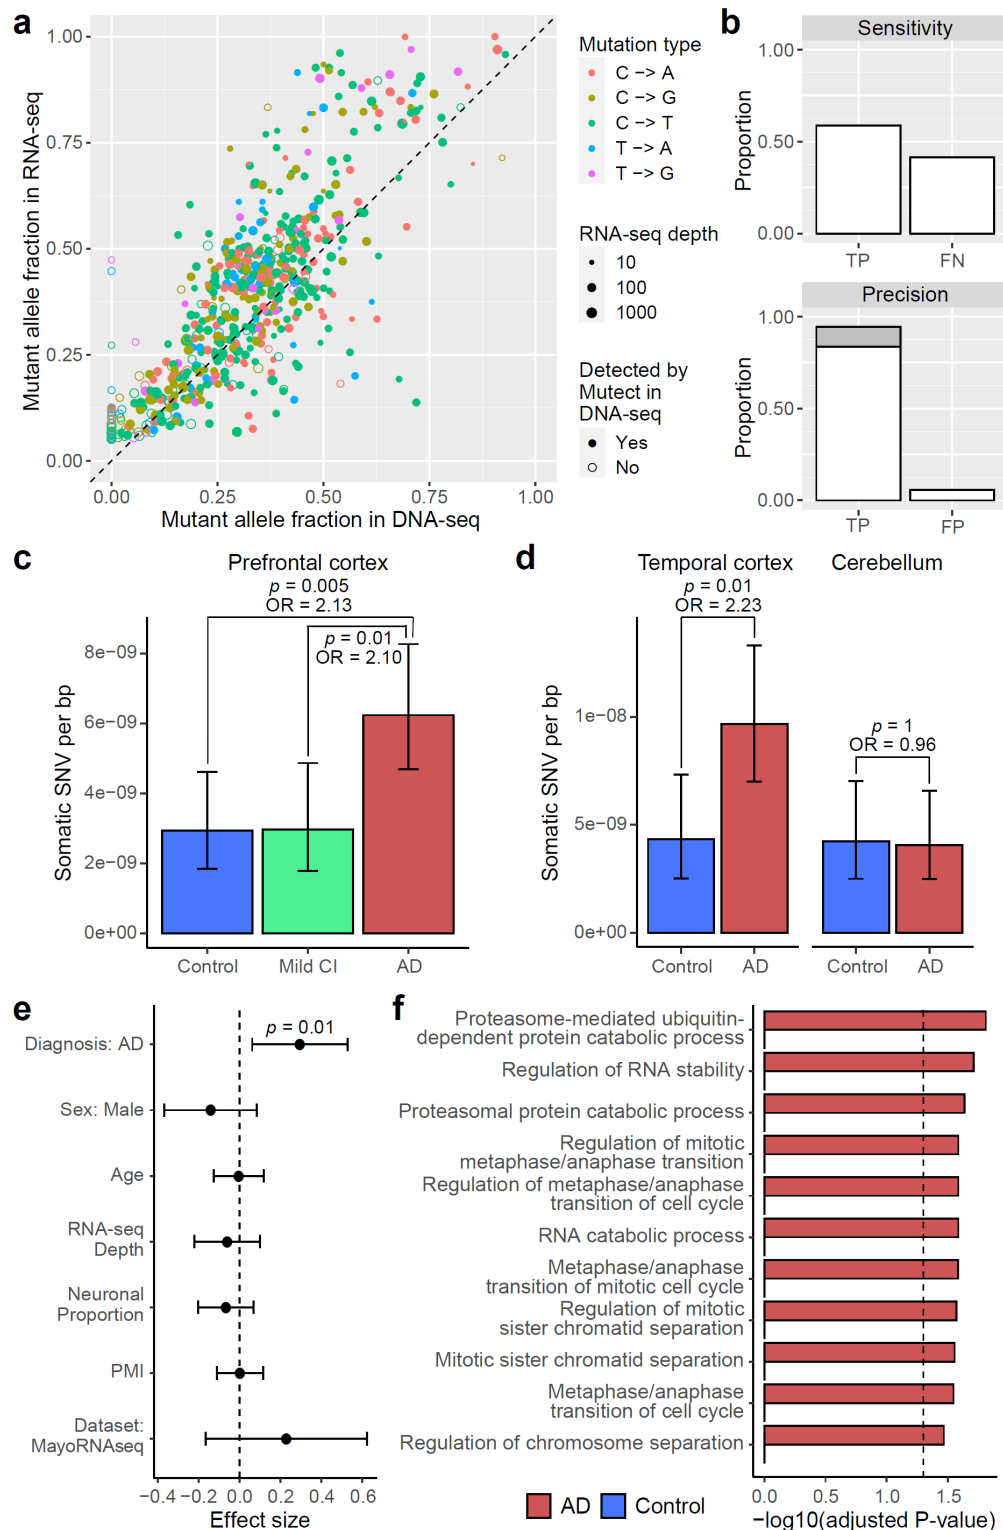 a
1.00
0.75
0.50
0.25
0.00
Mutant allele fraction in RNA-seq
0.00 0.25 0.50 0.75 1.00
Mutant allele fraction in DNA-seq
Mutation type
C -> A
C -> G
C -> T
T -> A
T -> G
RNA-seq depth
10
100
1000
Detected by
Mutect in
DNA-seq
Yes
No
b
Sensitivity
1.00
0.50
0.00
Proportion
TP FN
Precision
1.00
0.50
0.00
Proportion
TP FP
c
Prefrontal cortex
p = 0.005
OR = 2.13
p = 0.01
OR = 2.10
8e−09
6e−09
4e−09
2e−09
0e+00
Somatic SNV per bp
Control Mild CI AD
d
Temporal cortex Cerebellum
p = 0.01
OR = 2.23
p = 1
OR = 0.96
1e−08
5e−09
0e+00
Somatic SNV per bp
Control AD Control AD
e
p = 0.01
Diagnosis: AD
Sex: Male
Age
RNA-seq
Depth
Neuronal
Proportion
PMI
Dataset:
MayoRNAseq
−0.4 −0.2 0.0 0.2 0.4 0.6
Effect size
f
Proteasome-mediated ubiquitin-
dependent protein catabolic process
Regulation of RNA stability
Proteasomal protein catabolic process
Regulation of mitotic
metaphase/anaphase transition
Regulation of metaphase/anaphase
transition of cell cycle
RNA catabolic process
Metaphase/anaphase
transition of mitotic cell cycle
Regulation of mitotic
sister chromatid separation
Mitotic sister chromatid separation
Metaphase/anaphase
transition of cell cycle
Regulation of chromosome separation
0.0 0.5 1.0 1.5
−log10(adjusted P-value)
AD Control